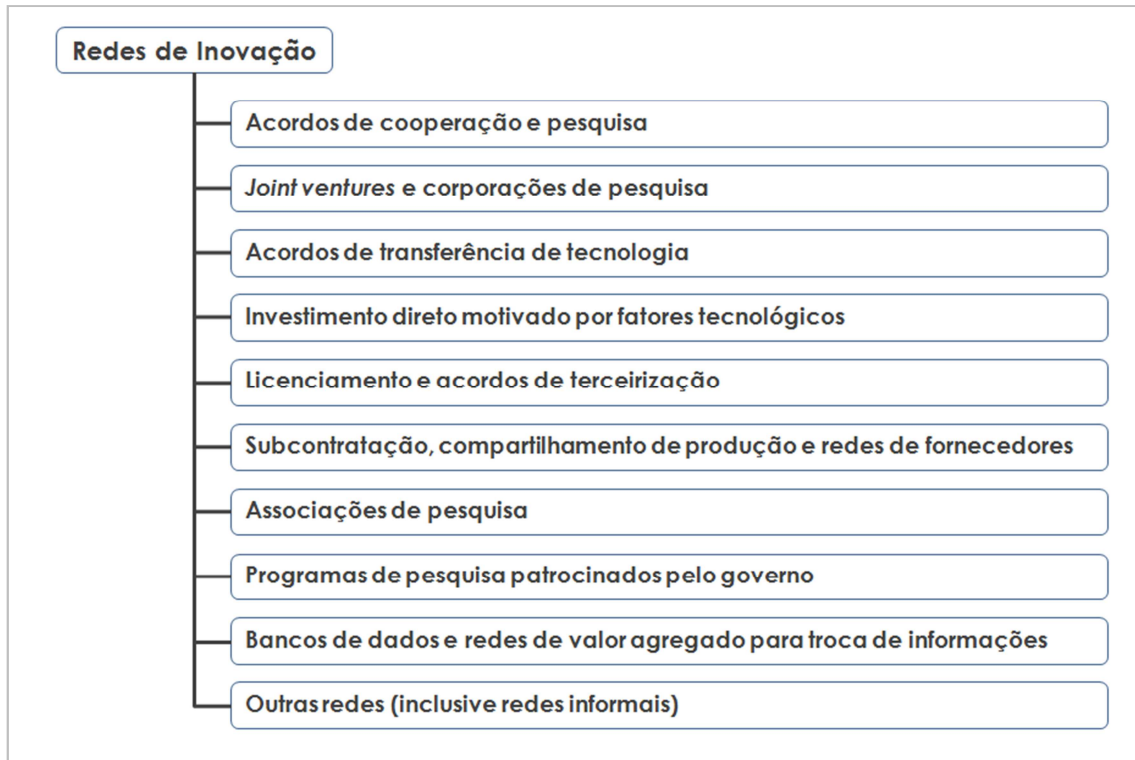 Redes de Inovação
Acordos de cooperação e pesquisa
Joint ventures e corporações de pesquisa
Acordos de transferência de tecnologia
Investimento direto motivado por fatores tecnológicos
Licenciamento e acordos de terceirização
Subcontratação, compartilhamento de produção e redes de fornecedores
Associações de pesquisa
Programas de pesquisa patrocinados pelo governo
Bancos de dados e redes de valor agregado para troca de informações
Outras redes (inclusive redes informais)